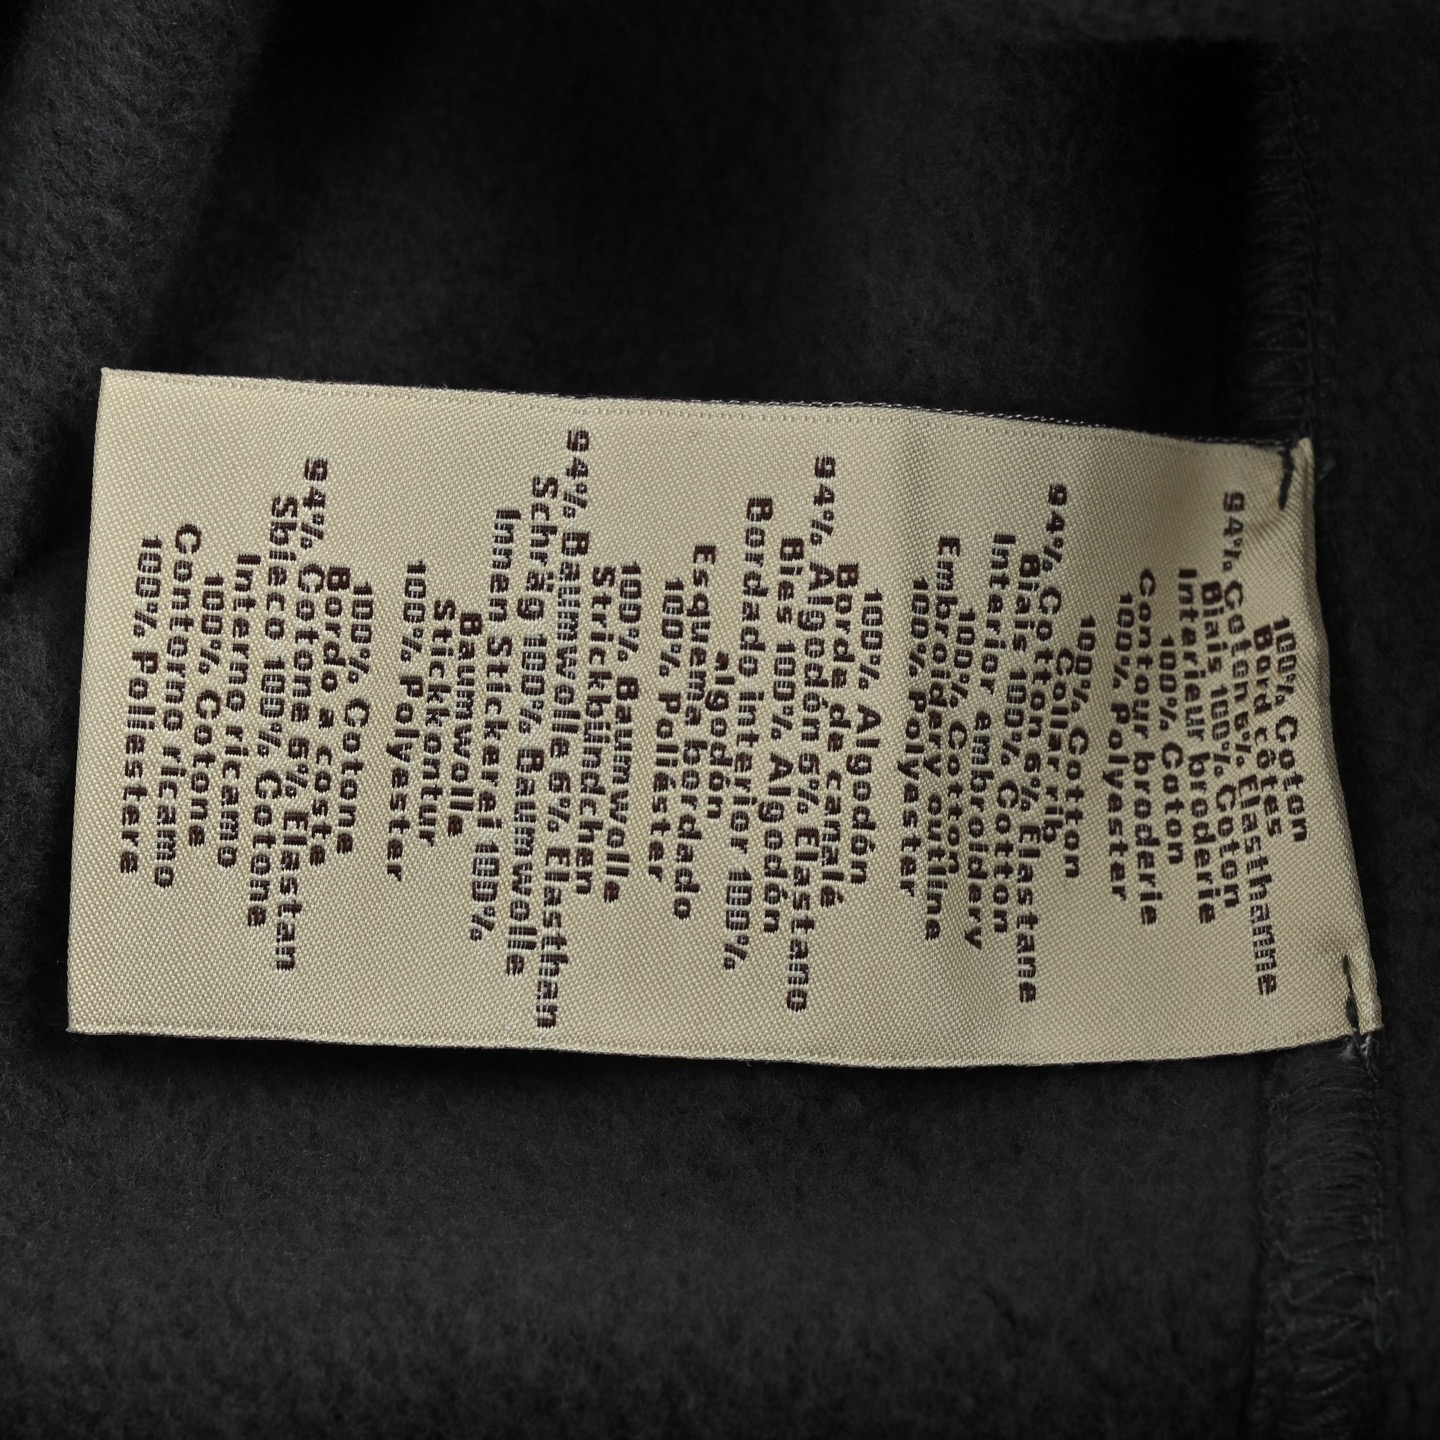 100% Coton
Bord côtes
94% Coton 6% Elasthanne
Biais 100% Coton
Intérieur broderie
100% Coton
Contour broderie
100% Polyester
100% Cotton
Collar rib
94% Cotton 6% Elastane
Biais 100% Cotton
Interior embroidery
100% Cotton
Embroidery outline
100% Polyester
100% Algodón
Borde de canalé
94% Algodón 5% Elastano
Bies 100% Algodón
Bordado interior 100%
algodón
Esquema bordado
100% Poliéster
100% Baumwolle
Strickbündchen
94% Baumwolle 6% Elasthan
Schräg 100% Baumwolle
Innen Stickerei 100%
Baumwolle
Stickkontur
100% Polyester
100% Cotone
Bordo a coste
94% Cotone 5% Elastan
Sbieco 100% Cotone
Interno ricamo
100% Cotone
Contorno ricamo
100% Poliestere